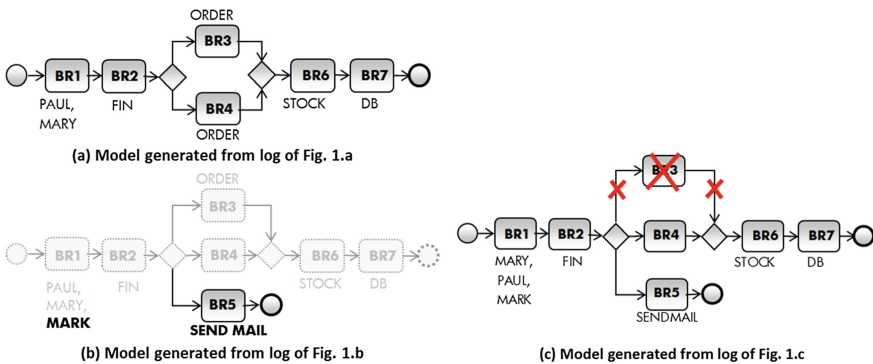 ORDER
BR3
BR1
BR2
BR6
BR7
PAUL,
MARY
FIN
BR4
STOCK
DB
ORDER
(a) Model generated from log of Fig. 1.a
ORDER
BR3
BR1
BR2
BR4
BR6
BR7
PAUL,
MARY,
MARK
FIN
STOCK
DB
BR5
SEND MAIL
(b) Model generated from log of Fig. 1.b
BR3
BR1
BR2
BR4
BR6
BR7
MARY,
PAUL,
MARK
FIN
STOCK
DB
BR5
SENDMAIL
(c) Model generated from log of Fig. 1.c